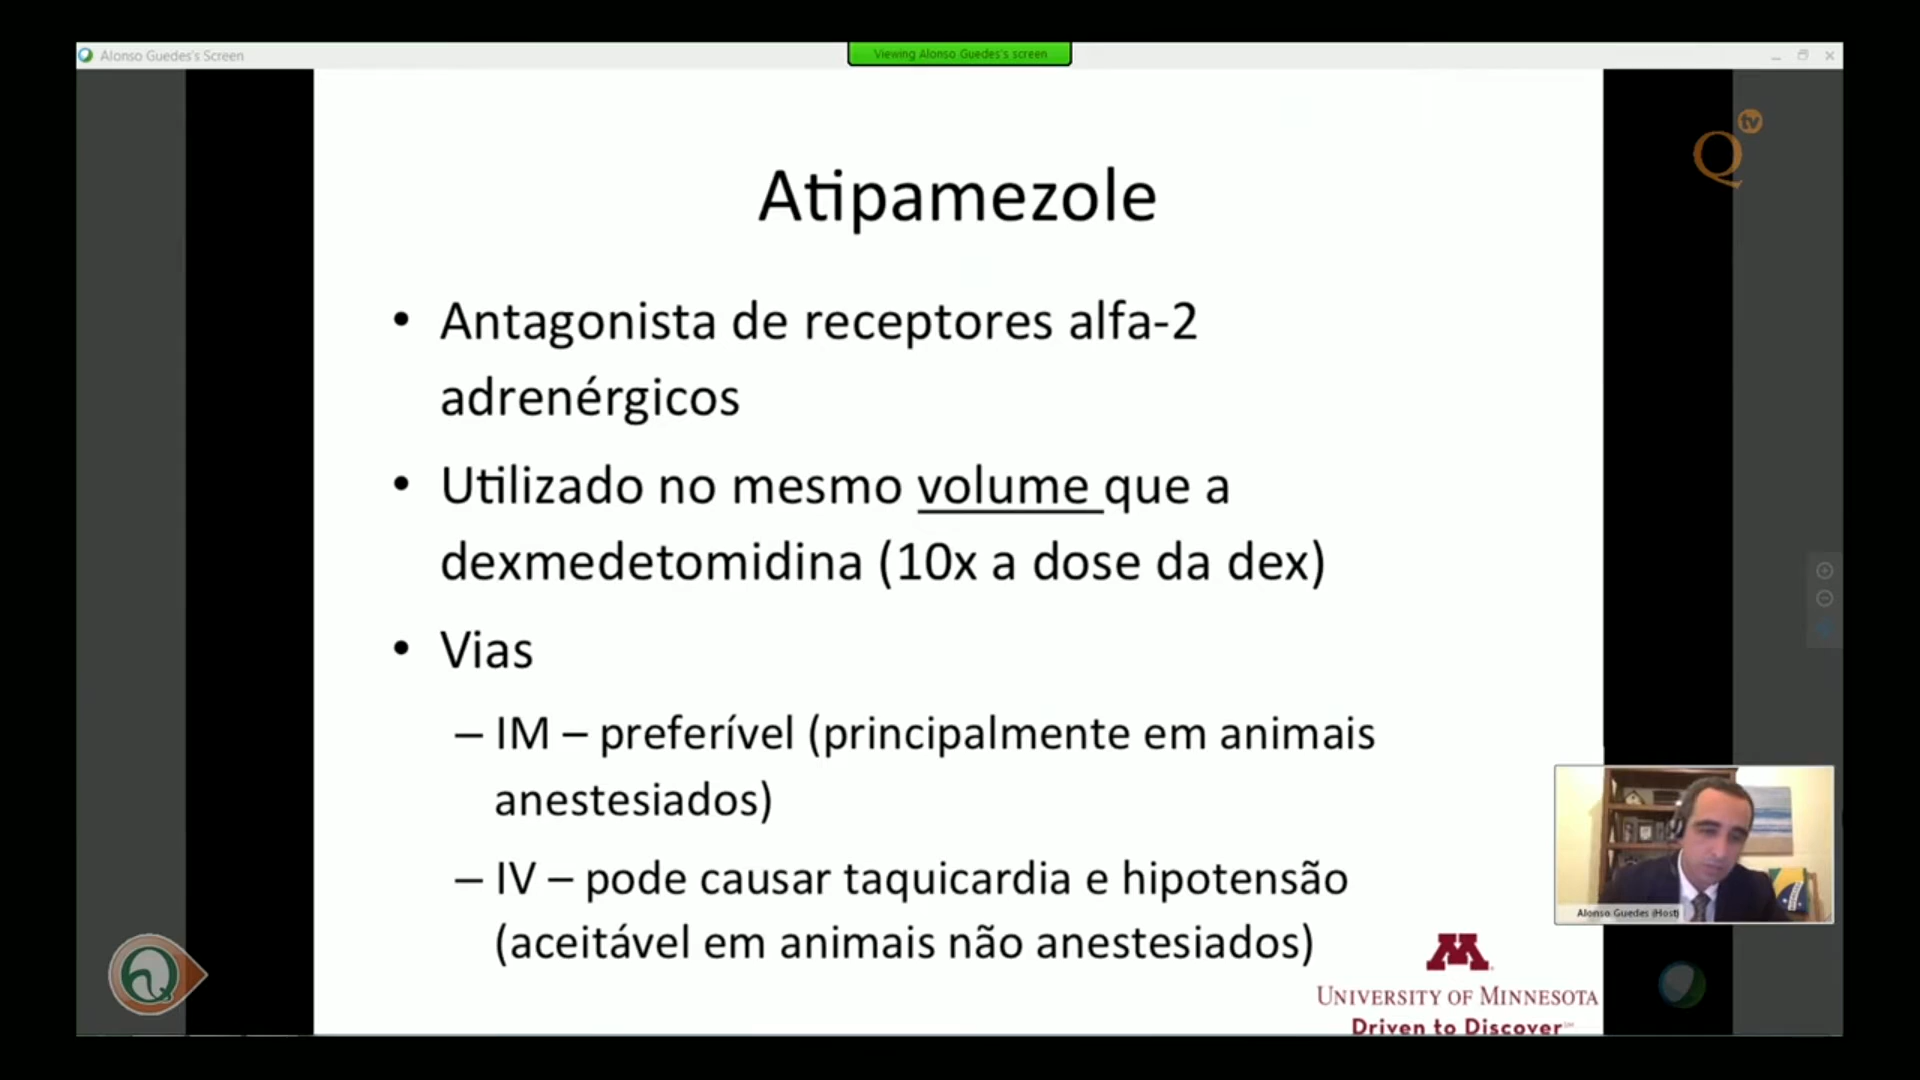 Alonso Guedes's Screen
Viewing Alonso Guedes's screen
tv
Q
Atipamezole
• Antagonista de receptores alfa-2
adrenérgicos
• Utilizado no mesmo volume que a
dexmedetomidina (10x a dose da dex)
• Vias
– IM – preferível (principalmente em animais
anestesiados)
– IV – pode causar taquicardia e hipotensão
(aceitável em animais não anestesiados)
Alonso Guedes (Host)
M
UNIVERSITY OF MINNESOTA
Driven to Discover℠